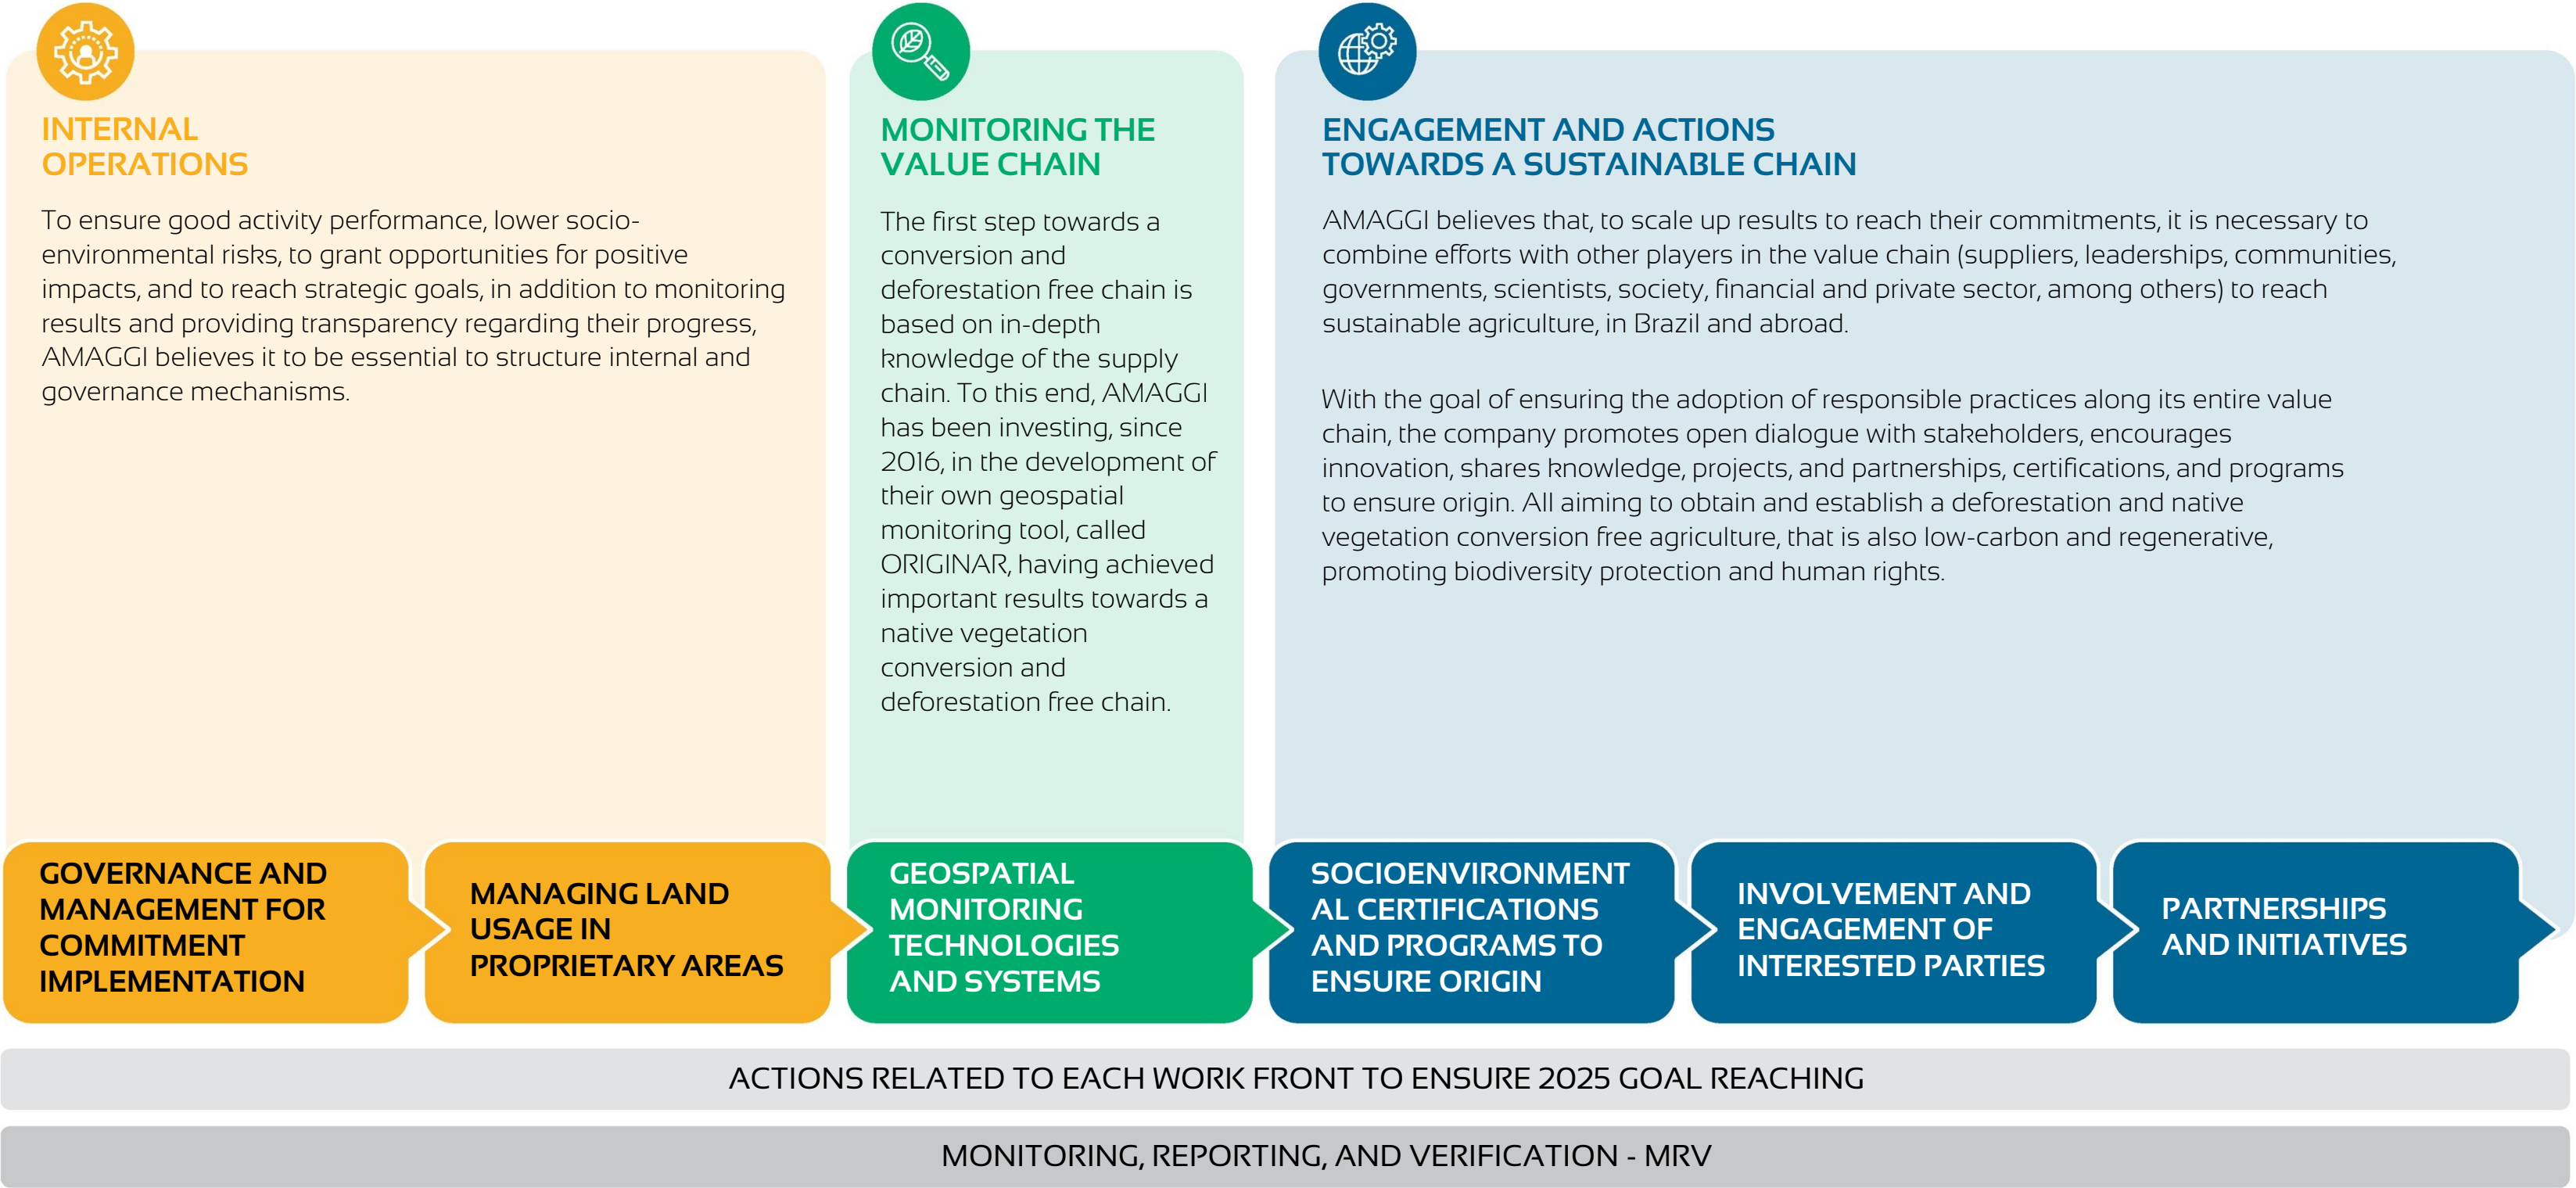 INTERNAL
OPERATIONS
To ensure good activity performance, lower socio-
environmental risks, to grant opportunities for positive
impacts, and to reach strategic goals, in addition to monitoring
results and providing transparency regarding their progress,
AMAGGI believes it to be essential to structure internal and
governance mechanisms.
MONITORING THE
VALUE CHAIN
The first step towards a
conversion and
deforestation free chain is
based on in-depth
knowledge of the supply
chain. To this end, AMAGGI
has been investing, since
2016, in the development of
their own geospatial
monitoring tool, called
ORIGINAR, having achieved
important results towards a
native vegetation
conversion and
deforestation free chain.
ENGAGEMENT AND ACTIONS
TOWARDS A SUSTAINABLE CHAIN
AMAGGI believes that, to scale up results to reach their commitments, it is necessary to
combine efforts with other players in the value chain (suppliers, leaderships, communities,
governments, scientists, society, financial and private sector, among others) to reach
sustainable agriculture, in Brazil and abroad.
With the goal of ensuring the adoption of responsible practices along its entire value
chain, the company promotes open dialogue with stakeholders, encourages
innovation, shares knowledge, projects, and partnerships, certifications, and programs
to ensure origin. All aiming to obtain and establish a deforestation and native
vegetation conversion free agriculture, that is also low-carbon and regenerative,
promoting biodiversity protection and human rights.
GOVERNANCE AND
MANAGEMENT FOR
COMMITMENT
IMPLEMENTATION
MANAGING LAND
USAGE IN
PROPRIETARY AREAS
GEOSPATIAL
MONITORING
TECHNOLOGIES
AND SYSTEMS
SOCIOENVIRONMENT
AL CERTIFICATIONS
AND PROGRAMS TO
ENSURE ORIGIN
INVOLVEMENT AND
ENGAGEMENT OF
INTERESTED PARTIES
PARTNERSHIPS
AND INITIATIVES
ACTIONS RELATED TO EACH WORK FRONT TO ENSURE 2025 GOAL REACHING
MONITORING, REPORTING, AND VERIFICATION - MRV